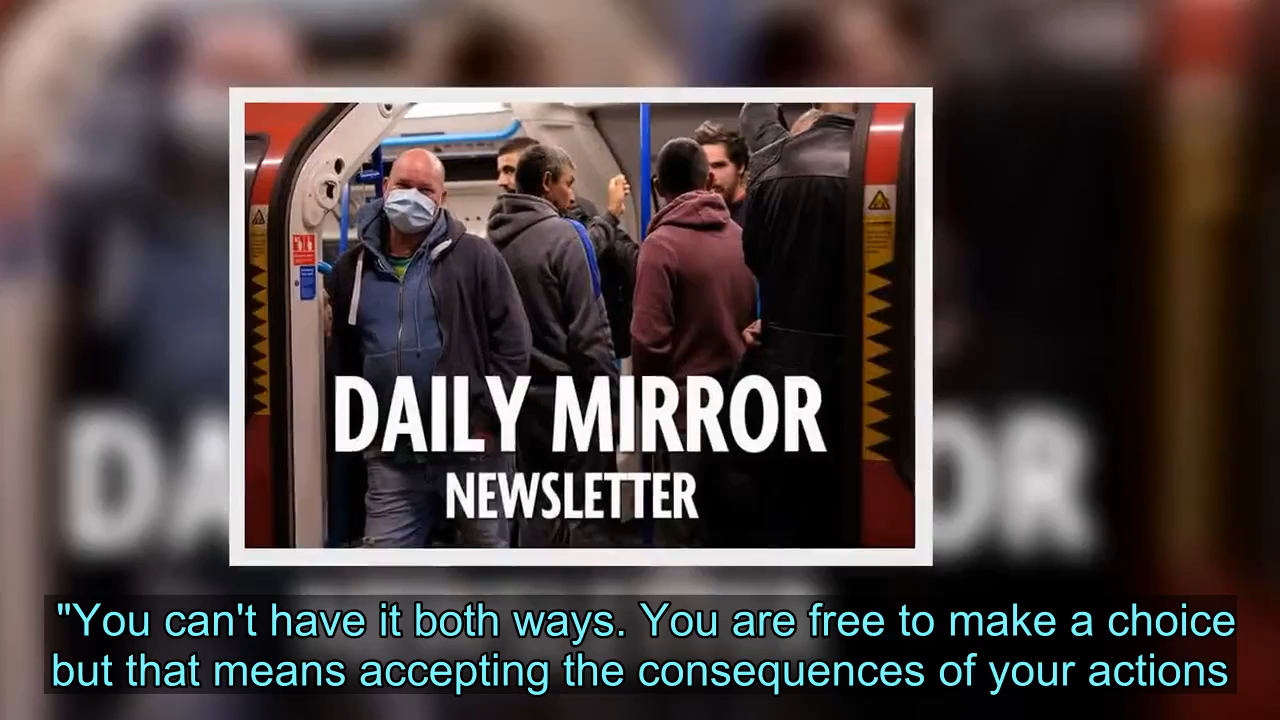 DAILY MIRROR
NEWSLETTER
"You can't have it both ways. You are free to make a choice
but that means accepting the consequences of your actions